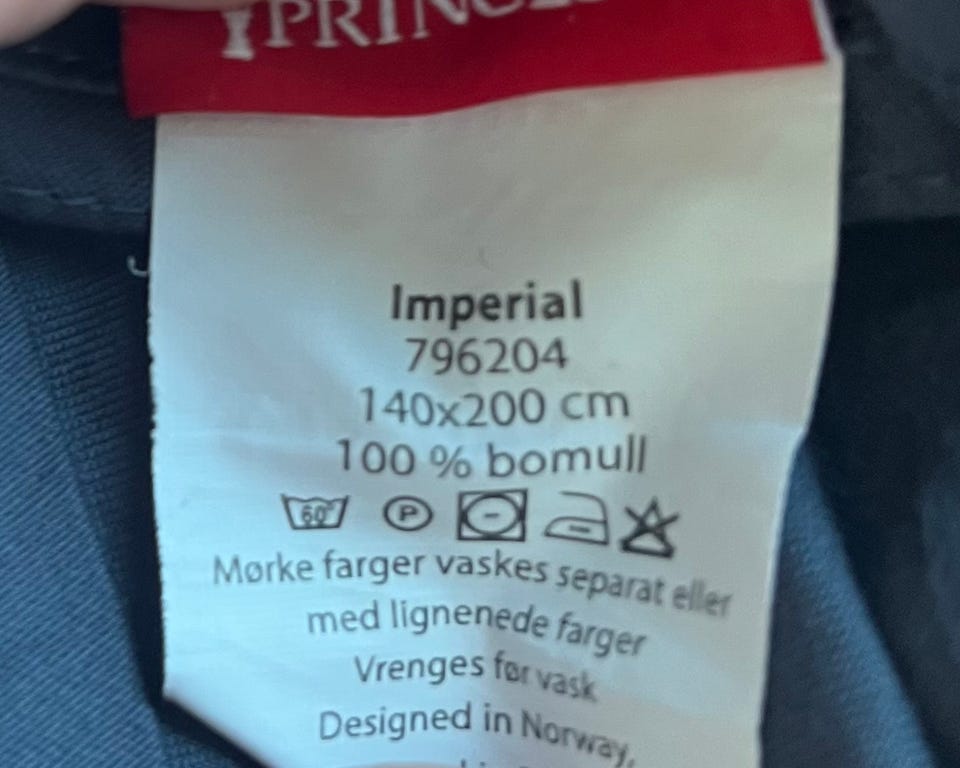 Imperial
796204
140x200 cm
100 % bomull
60° P
Mørke farger vaskes separat eller
med lignenede farger
Vrenges før vask
Designed in Norway,